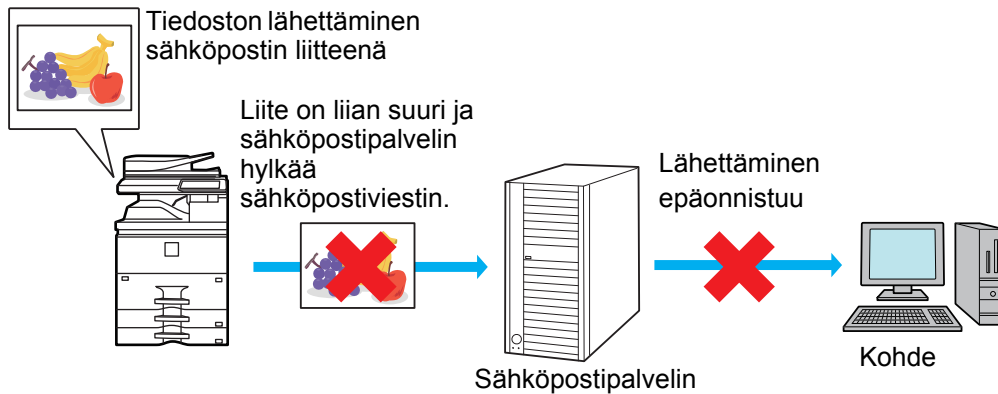 Tiedoston lähettäminen
sähköpostin liitteenä
Liite on liian suuri ja
sähköpostipalvelin
hylkää
sähköpostiviestin.
Lähettäminen
epäonnistuu
Sähköpostipalvelin
Kohde